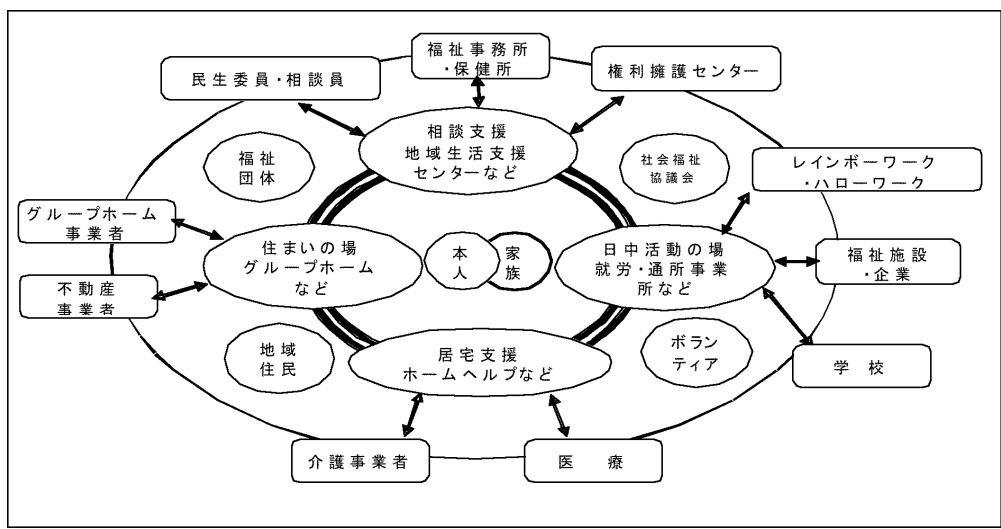 福祉事務所
・保健所
民生委員・相談員
権利擁護センター
相談支援
地域生活支援
センターなど
福祉
団体
社会福祉
協議会
レインボーワーク
・ハローワーク
グループホーム
事業者
住まいの場
グループホーム
など
本
人
家
族
日中活動の場
就労・通所事業
所など
福祉施設
・企業
不動産
事業者
地域
住民
居宅支援
ホームヘルプなど
ボラン
ティア
学校
介護事業者
医療